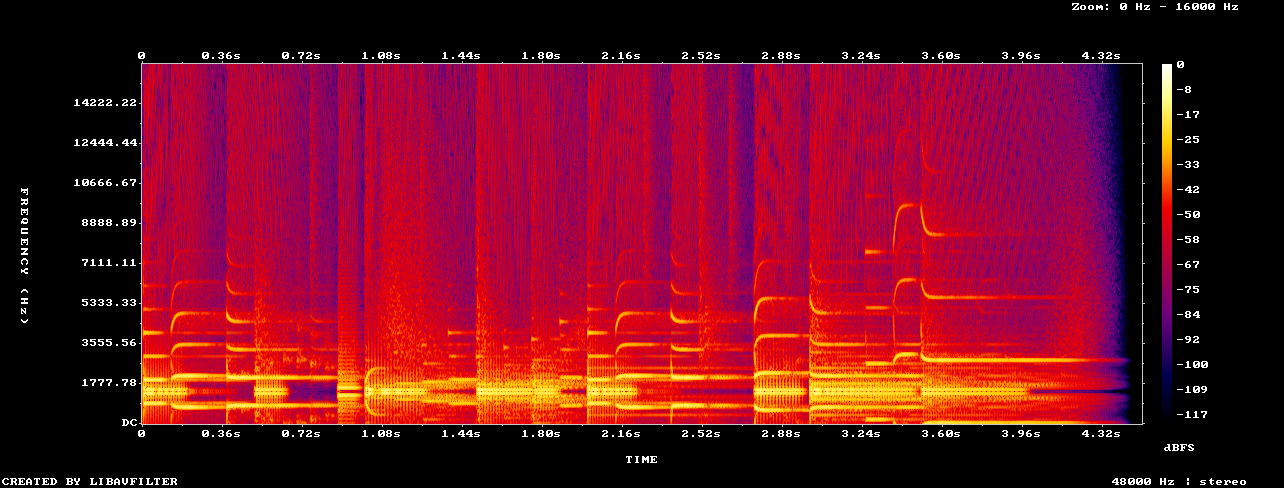 Zoom: 0 Hz - 16000 Hz
0 0.36s 0.72s 1.08s 1.44s 1.80s 2.16s 2.52s 2.88s 3.24s 3.60s 3.96s 4.32s
14222.22
12444.44
10666.67
8888.89
7111.11
5333.33
3555.56
1777.78
DC
FREQUENCY (Hz)
0
-8
-17
-25
-33
-42
-50
-58
-67
-75
-84
-92
-100
-109
-117
0 0.36s 0.72s 1.08s 1.44s 1.80s 2.16s 2.52s 2.88s 3.24s 3.60s 3.96s 4.32s
dBFS
TIME
CREATED BY LIBAVFILTER
48000 Hz | stereo